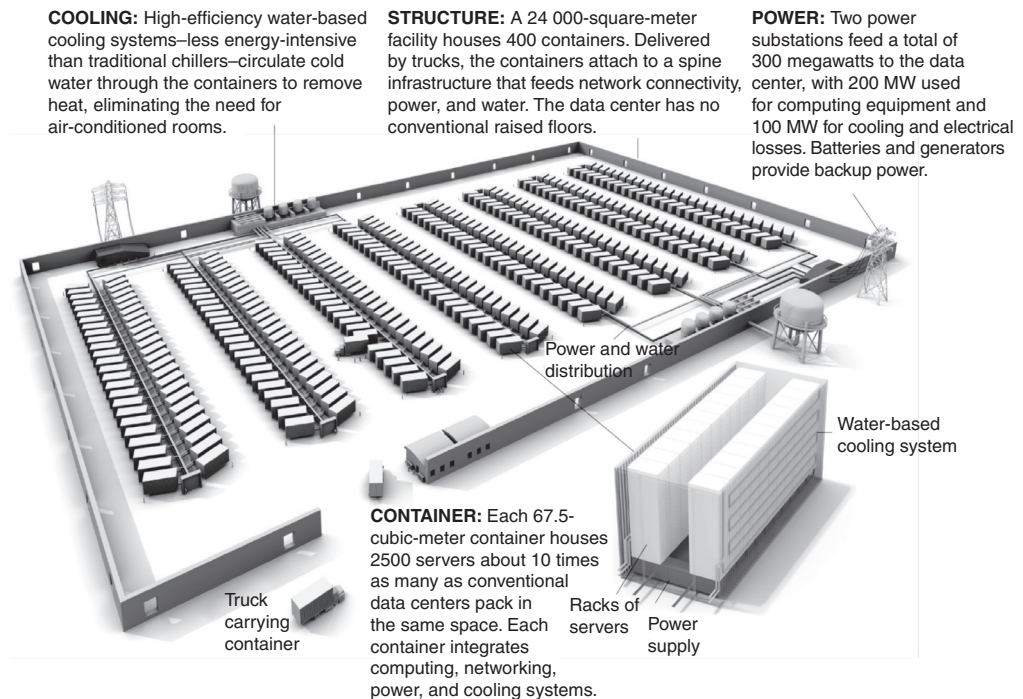 COOLING: High-efficiency water-based
cooling systems–less energy-intensive
than traditional chillers–circulate cold
water through the containers to remove
heat, eliminating the need for
air-conditioned rooms.
STRUCTURE: A 24 000-square-meter
facility houses 400 containers. Delivered
by trucks, the containers attach to a spine
infrastructure that feeds network connectivity,
power, and water. The data center has no
conventional raised floors.
POWER: Two power
substations feed a total of
300 megawatts to the data
center, with 200 MW used
for computing equipment and
100 MW for cooling and electrical
losses. Batteries and generators
provide backup power.
Power and water
distribution
Water-based
cooling system
CONTAINER: Each 67.5-
cubic-meter container houses
2500 servers about 10 times
as many as conventional
data centers pack in
the same space. Each
container integrates
computing, networking,
power, and cooling systems.
Truck
carrying
container
Racks of
servers
Power
supply